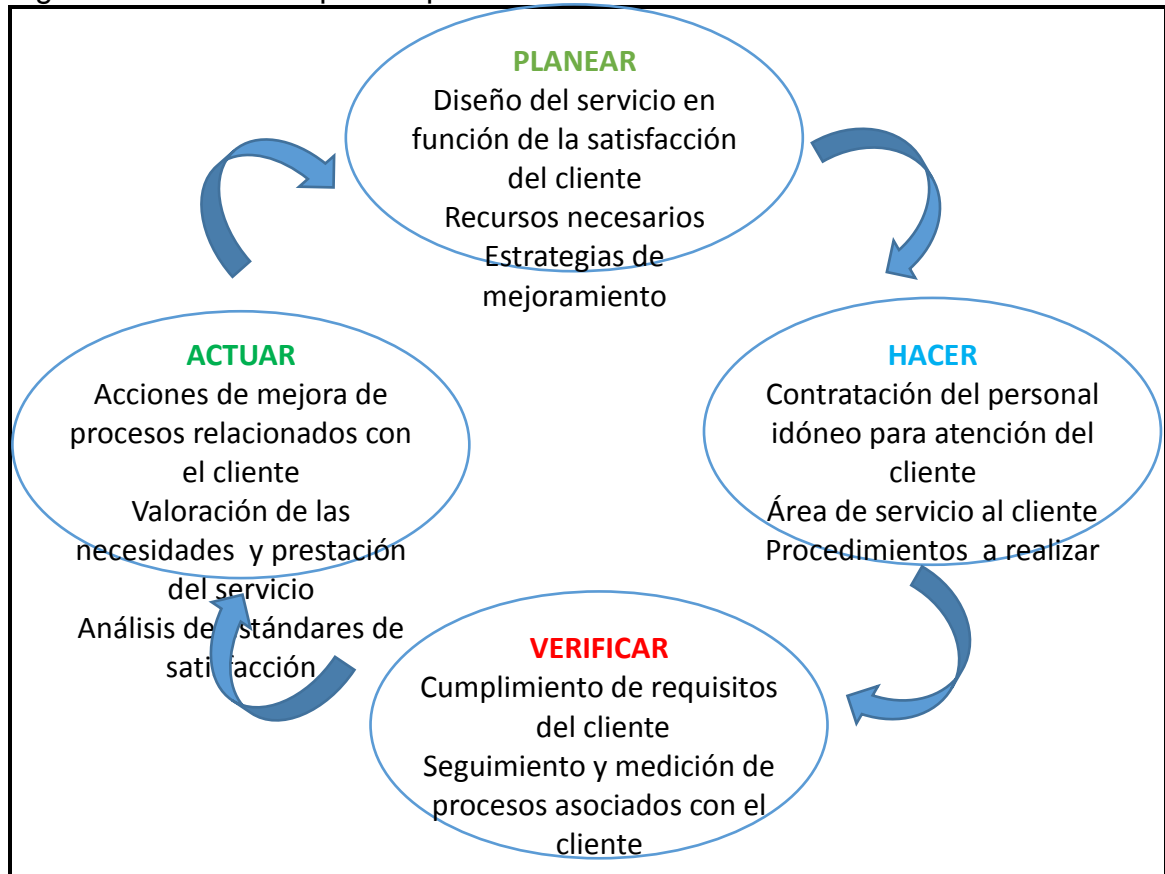 PLANEAR
Diseño del servicio en
función de la satisfacción
del cliente
Recursos necesarios
Estrategias de
mejoramiento
HACER
Contratación del personal
idóneo para atención del
cliente
Área de servicio al cliente
Procedimientos a realizar
VERIFICAR
Cumplimiento de requisitos
del cliente
Seguimiento y medición de
procesos asociados con el
cliente
ACTUAR
Acciones de mejora de
procesos relacionados con
el cliente
Valoración de las
necesidades y prestación
del servicio
Análisis de estándares de
satisfacción